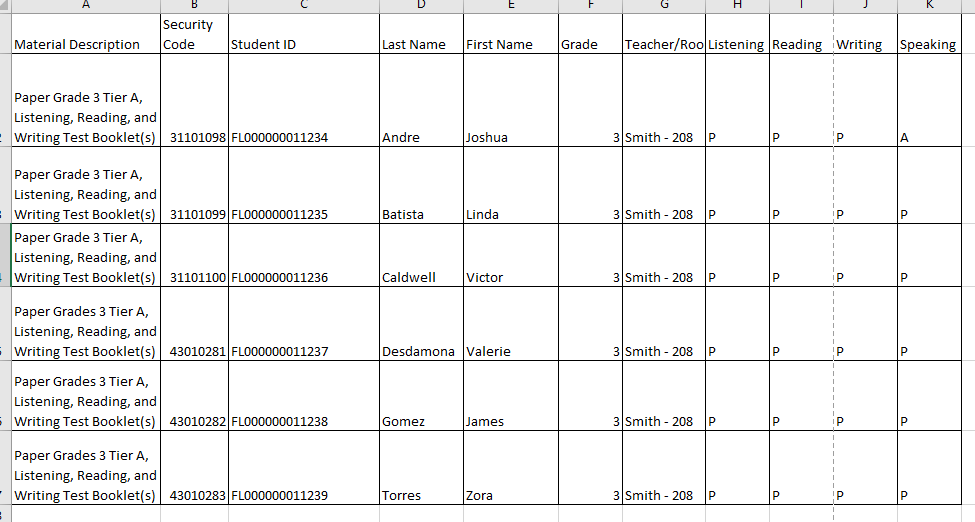 A B C D E F G H I J K
Security
Material Description Code Student ID Last Name First Name Grade Teacher/Roo Listening Reading Writing Speaking
Paper Grade 3 Tier A,
Listening, Reading, and
Writing Test Booklet(s) 31101098 FL000000011234 Andre Joshua 3 Smith - 208 P P P A
Paper Grade 3 Tier A,
Listening, Reading, and
Writing Test Booklet(s) 31101099 FL000000011235 Batista Linda 3 Smith - 208 P P P P
Paper Grade 3 Tier A,
Listening, Reading, and
Writing Test Booklet(s) 31101100 FL000000011236 Caldwell Victor 3 Smith - 208 P P P P
Paper Grades 3 Tier A,
Listening, Reading, and
Writing Test Booklet(s) 43010281 FL000000011237 Desdamona Valerie 3 Smith - 208 P P P P
Paper Grades 3 Tier A,
Listening, Reading, and
Writing Test Booklet(s) 43010282 FL000000011238 Gomez James 3 Smith - 208 P P P P
Paper Grades 3 Tier A,
Listening, Reading, and
Writing Test Booklet(s) 43010283 FL000000011239 Torres Zora 3 Smith - 208 P P P P